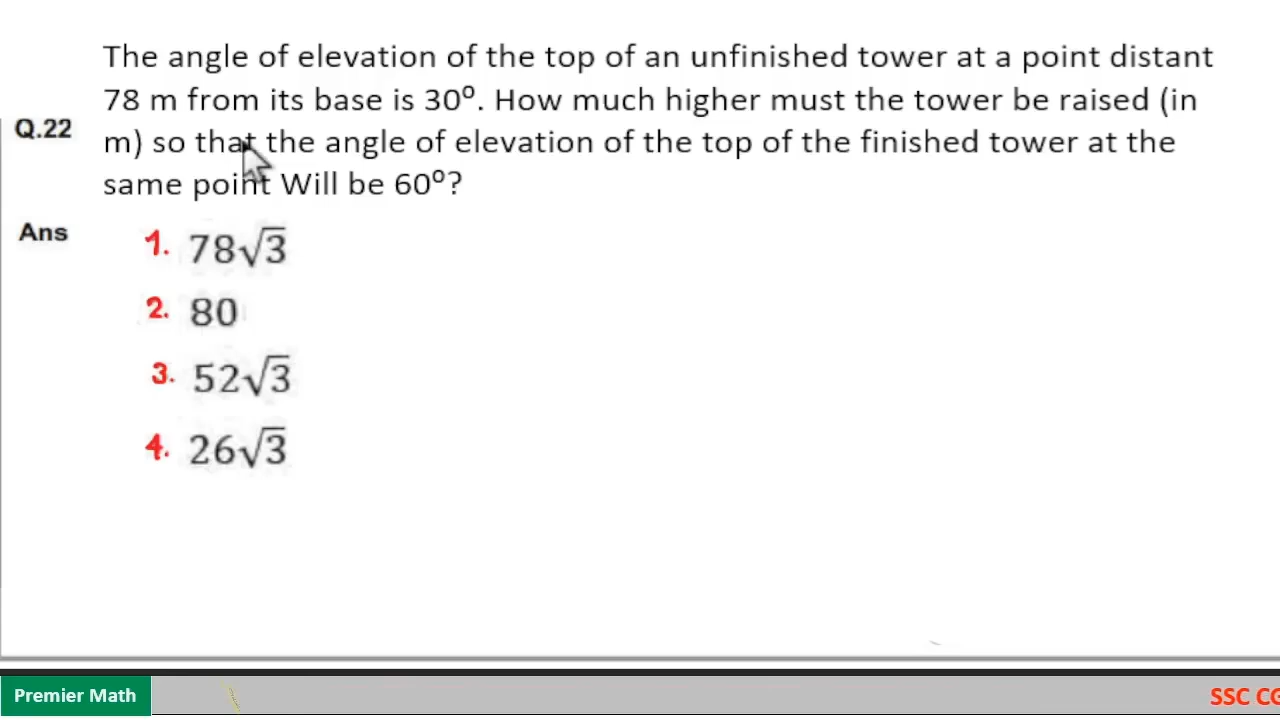 The angle of elevation of the top of an unfinished tower at a point distant
78 m from its base is 30⁰. How much higher must the tower be raised (in
Q.22
m) so that the angle of elevation of the top of the finished tower at the
same point Will be 60⁰?
Ans
1. 78√3
2. 80
3. 52√3
4. 26√3
Premier Math
SSC CG